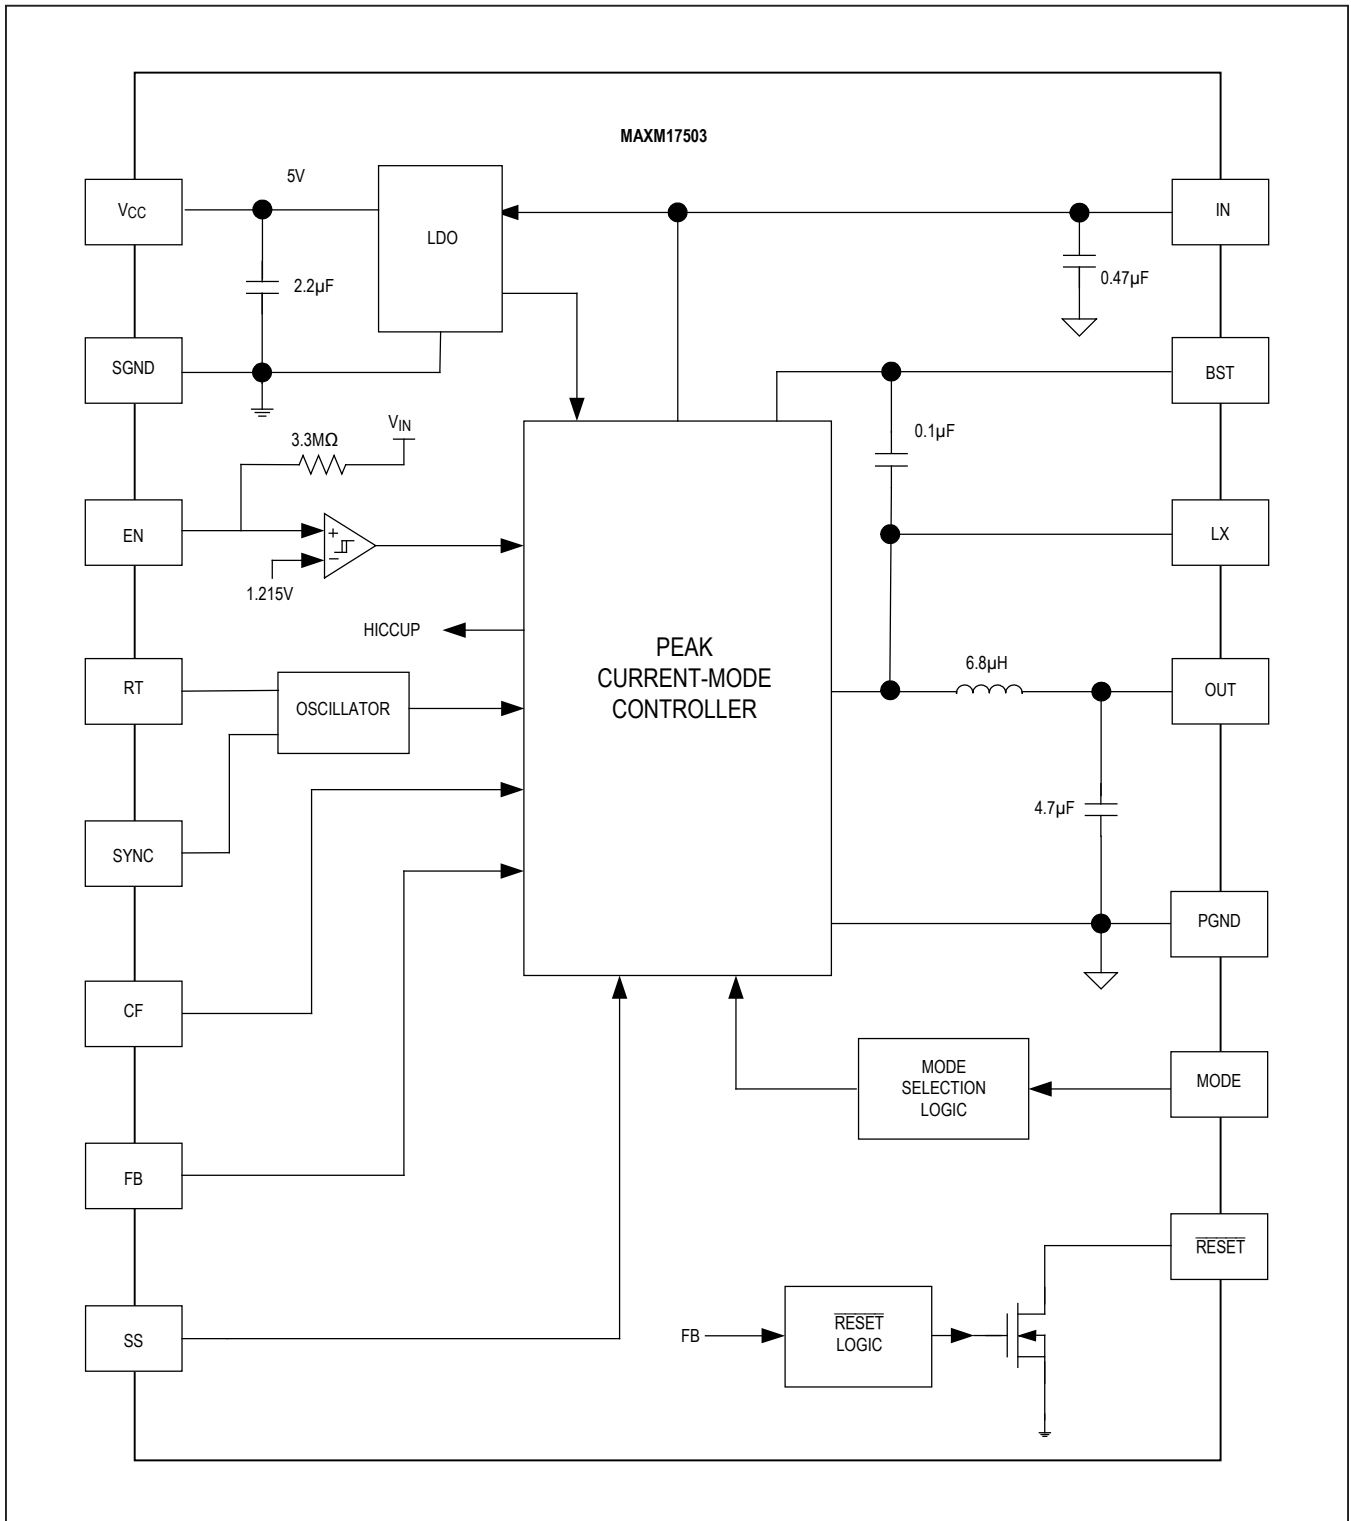 MAXM17503
VCC
5V
LDO
IN
2.2µF
0.47µF
SGND
BST
VIN
3.3MΩ
0.1µF
EN
+
−
LX
1.215V
HICCUP
PEAK
CURRENT-MODE
CONTROLLER
6.8µH
RT
OSCILLATOR
OUT
4.7µF
SYNC
PGND
CF
MODE
SELECTION
LOGIC
MODE
FB
RESET
FB
RESET
LOGIC
SS